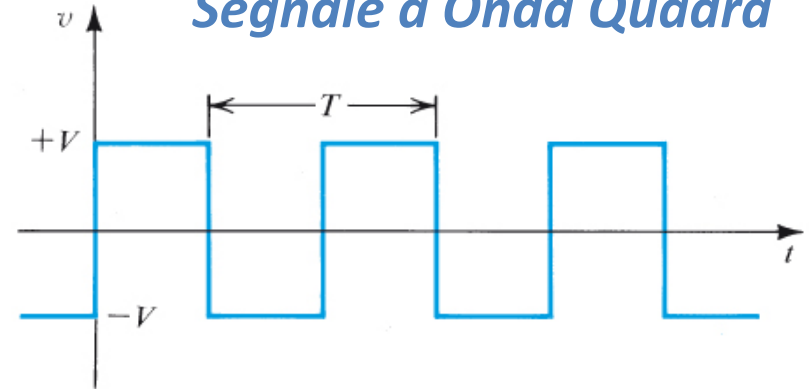 Segnale a Onda Quadra
v
T
+V
t
−V